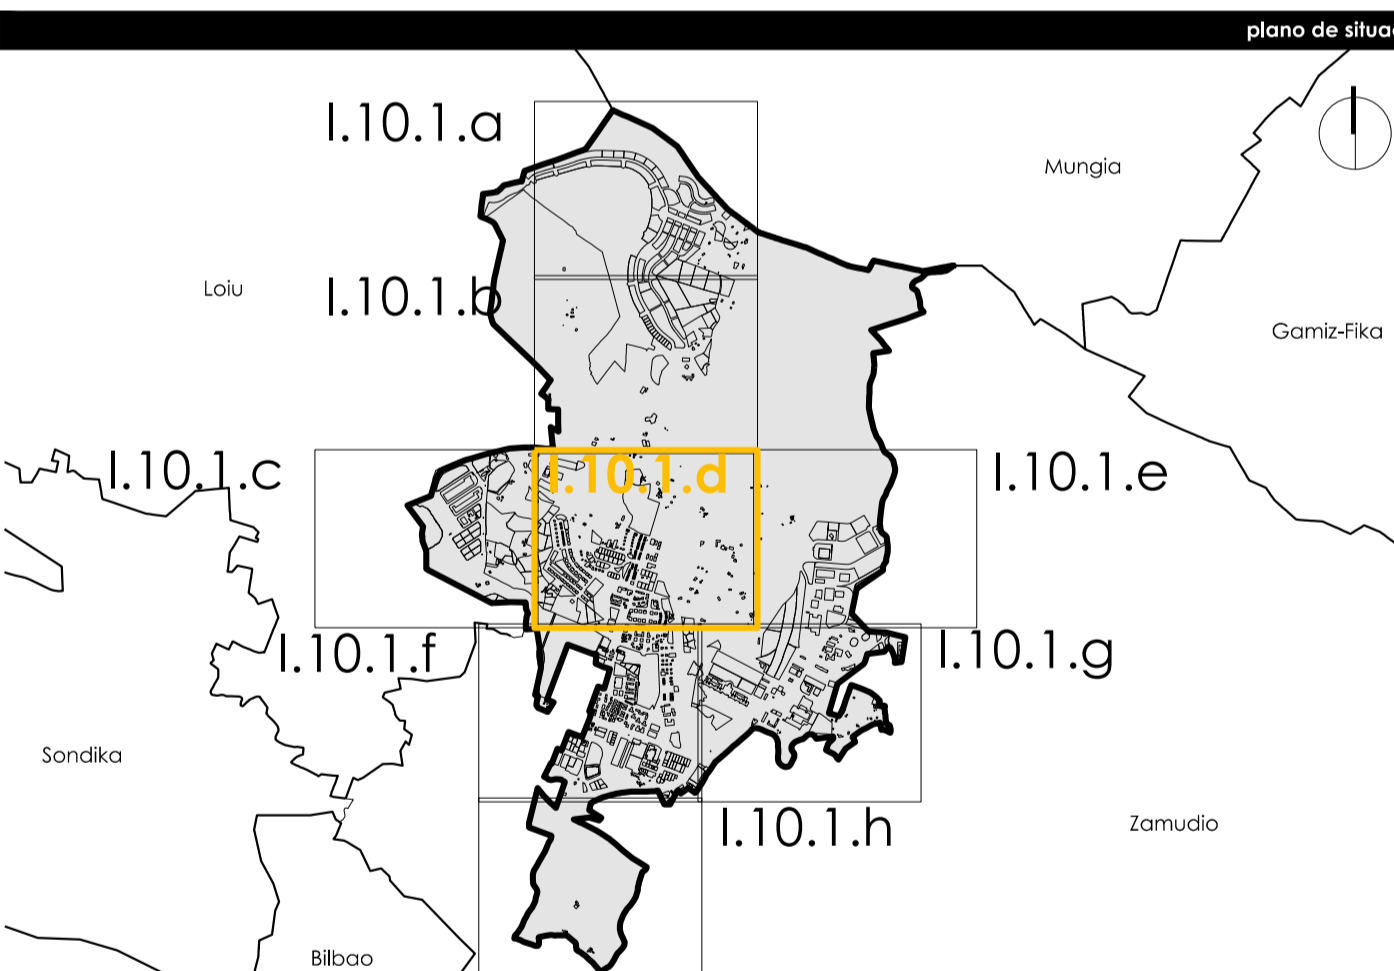 plano de situa
I.10.1.a
Mungia
Loiu
I.10.1.b
Gamiz-Fika
I.10.1.c
I.10.1.d
I.10.1.e
I.10.1.f
I.10.1.g
Sondika
I.10.1.h
Zamudio
Bilbao